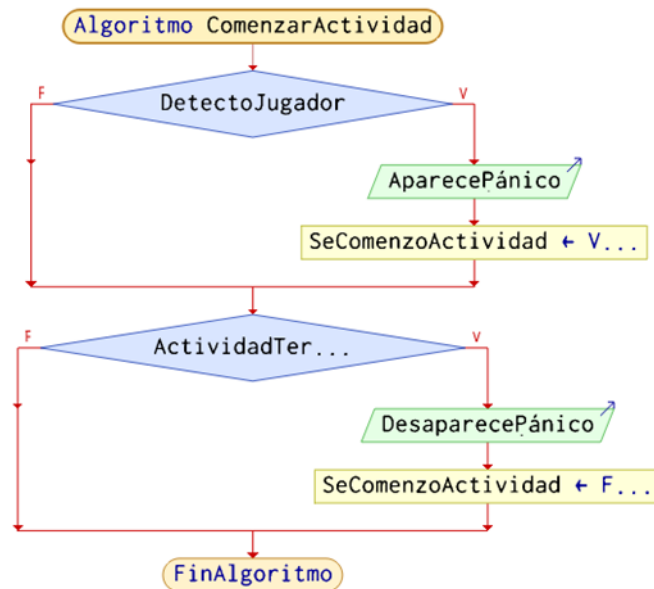 Algoritmo ComenzarActividad
DetectoJugador
F
V
AparecePánico
SeComenzoActividad ← V...
ActividadTer...
F
V
DesaparecePánico
SeComenzoActividad ← F...
FinAlgoritmo